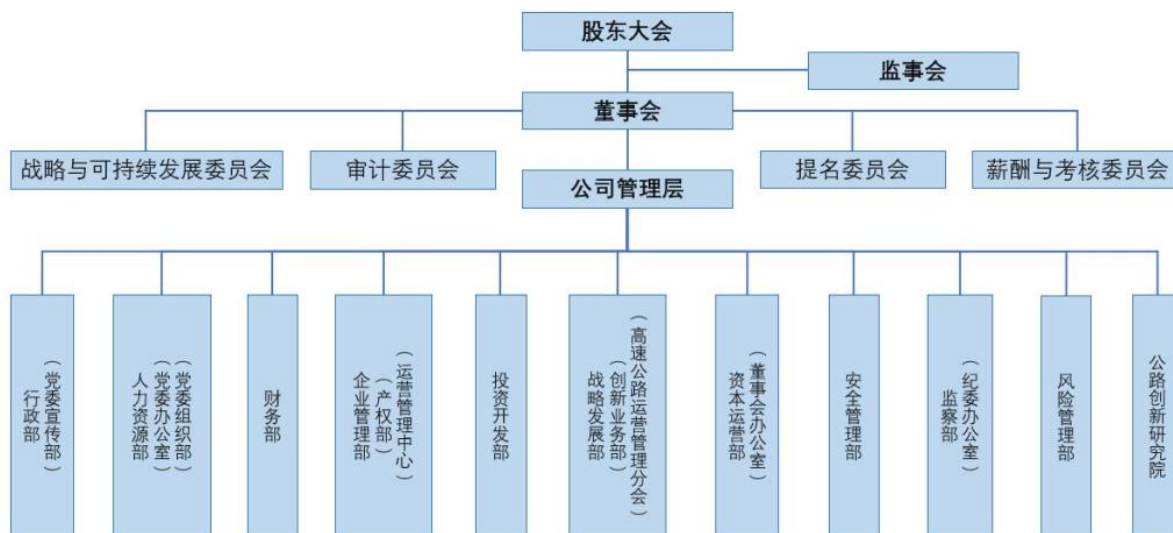 股东大会
监事会
董事会
战略与可持续发展委员会
审计委员会
提名委员会
薪酬与考核委员会
公司管理层
行政部
（党委宣传部）
人力资源部
（党委办公室）
（党委组织部）
财务部
企业管理部
（产权部）
（运营管理中心）
投资开发部
战略发展部
（创新业务部）
（高速公路运营管理分会）
资本运营部
（董事会办公室）
安全管理部
监察部
（纪委办公室）
风险管理部
公路创新研究院